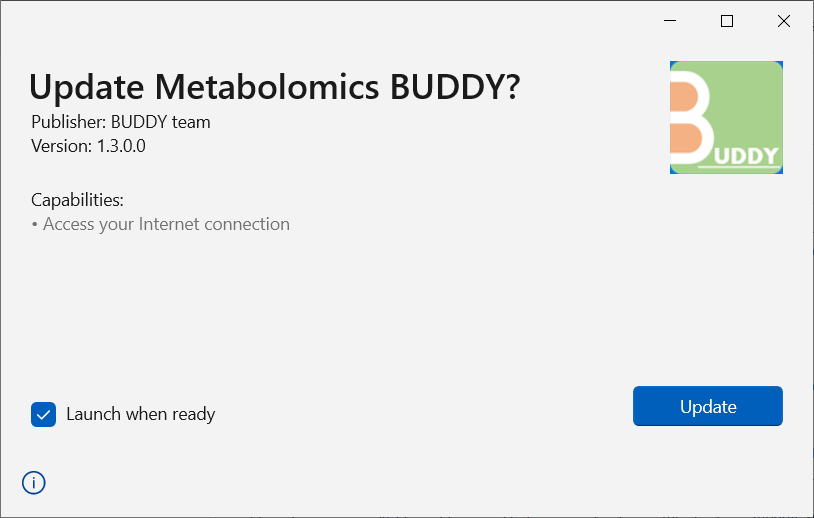 Update Metabolomics BUDDY?
Publisher: BUDDY team
Version: 1.3.0.0
BUDDY
Capabilities:
• Access your Internet connection
Launch when ready
Update